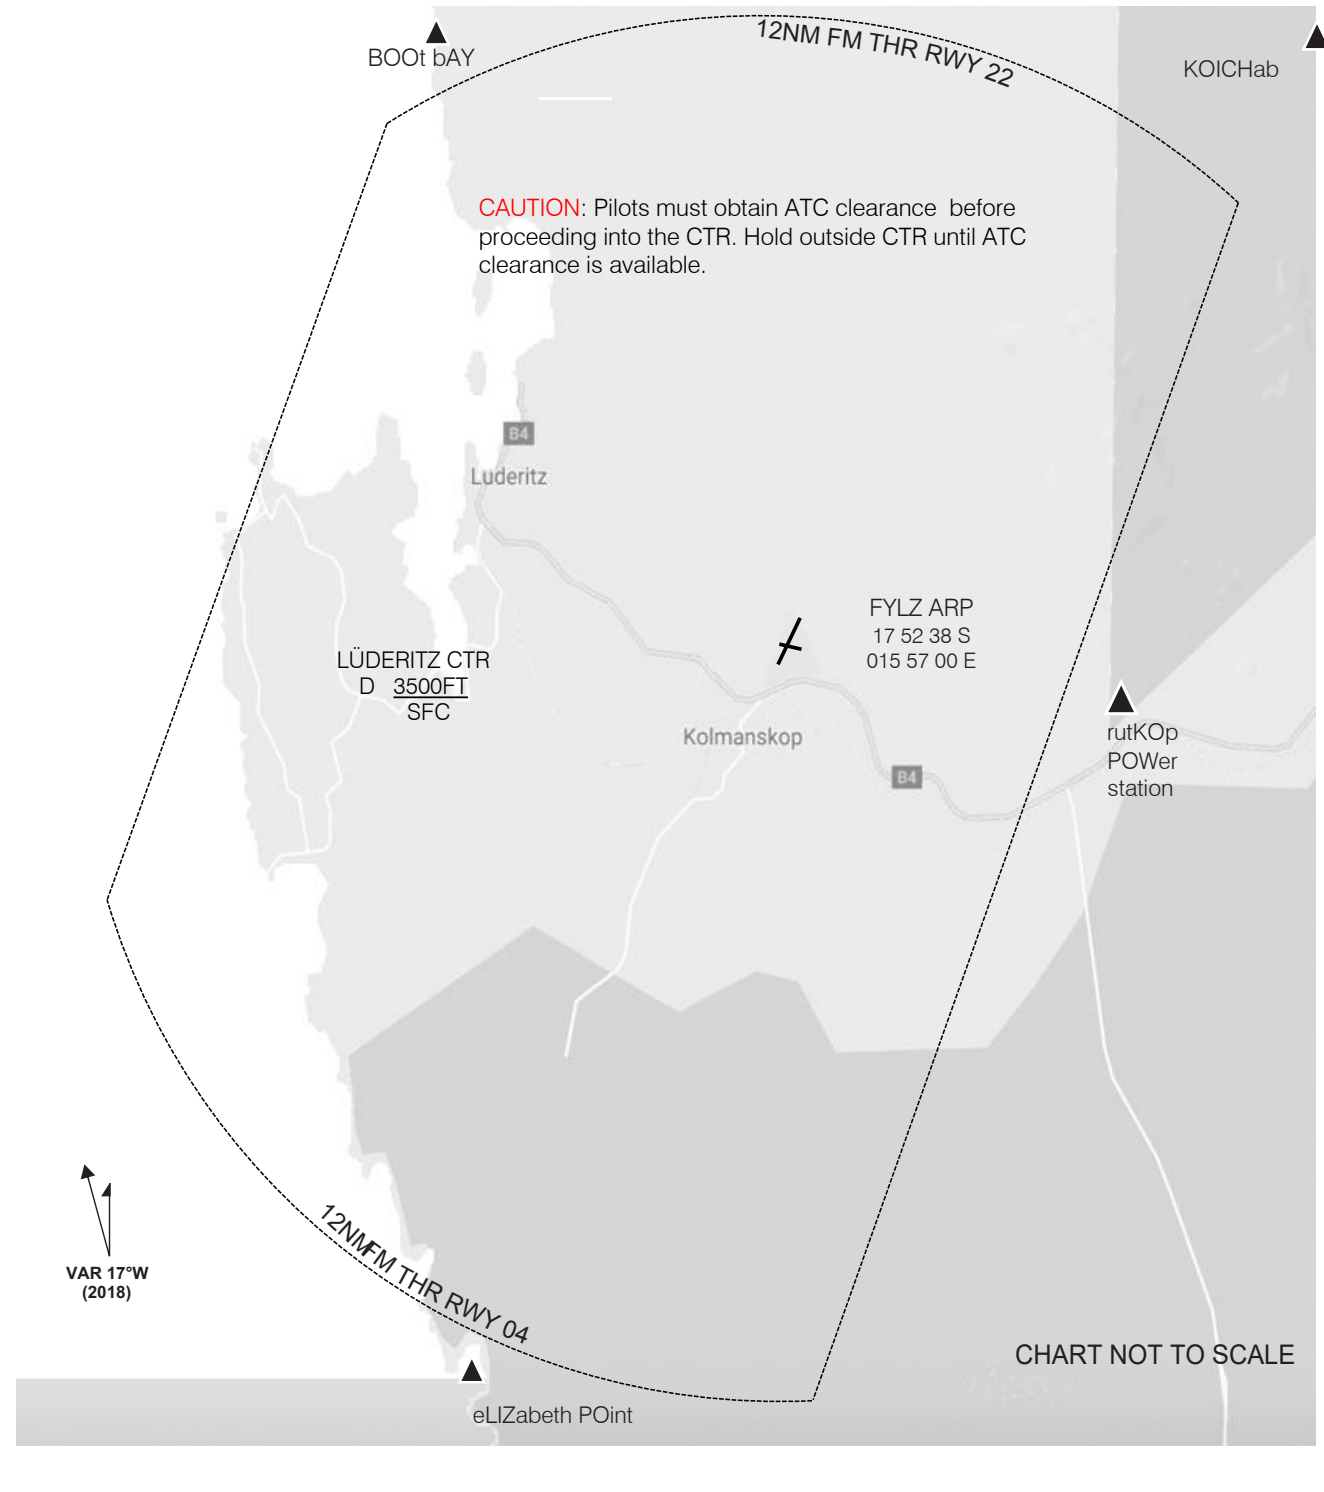 BOOt bAY
12NM FM THR RWY 22
KOICHab
CAUTION: Pilots must obtain ATC clearance before
proceeding into the CTR. Hold outside CTR until ATC
clearance is available.
B4
Luderitz
FYLZ ARP
17 52 38 S
015 57 00 E
LÜDERITZ CTR
D 3500FT
SFC
Kolmanskop
B4
rutKOp
POWer
station
VAR 17°W
(2018)
12NM FM THR RWY 04
CHART NOT TO SCALE
eLIZabeth POint